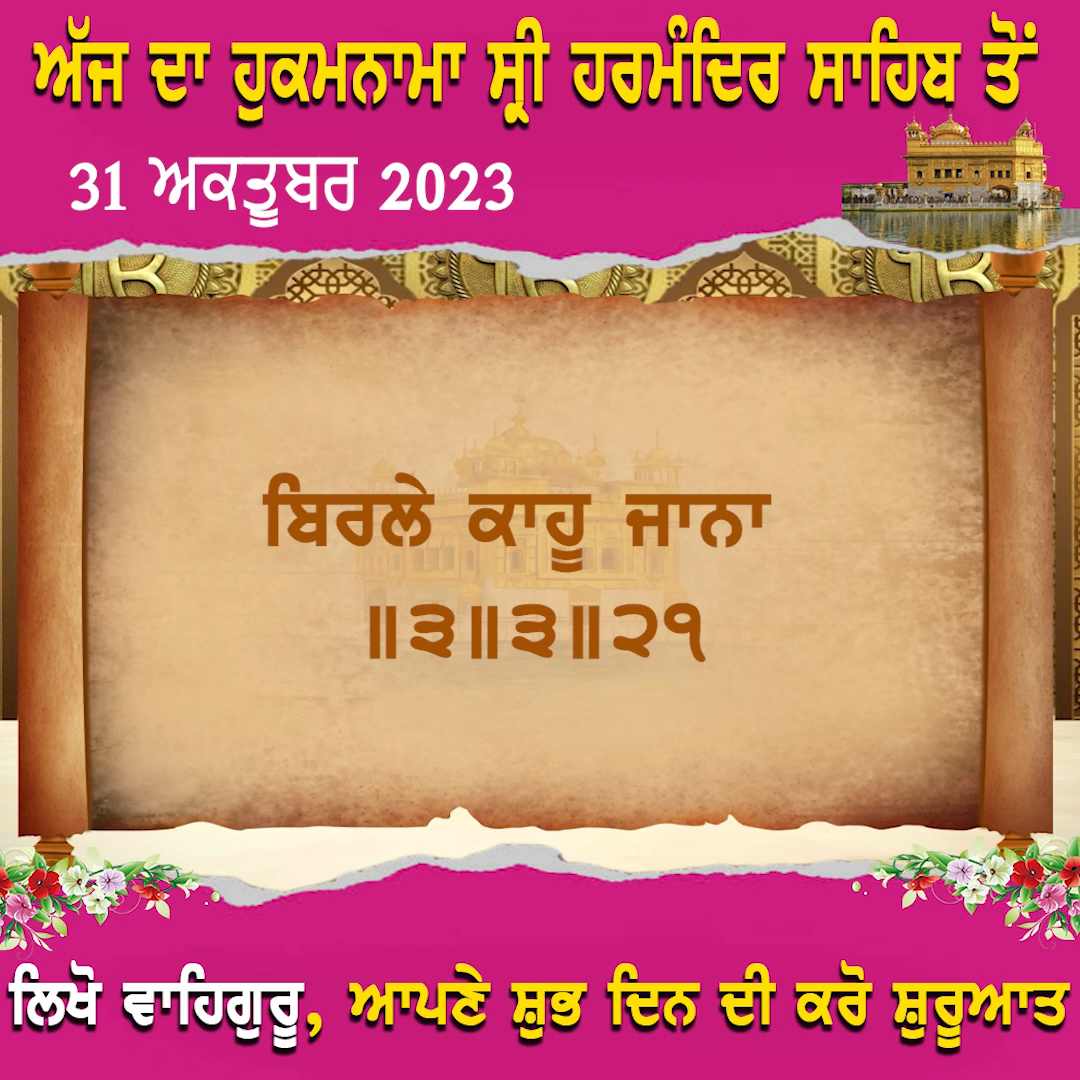 ਅੱਜ ਦਾ ਹੁਕਮਨਾਮਾ ਸ੍ਰੀ ਹਰਮੰਦਿਰ ਸਾਹਿਬ ਤੋਂ
31 ਅਕਤੂਬਰ 2023
ਬਿਰਲੇ ਕਾਹੂ ਜਾਨਾ
॥੩॥੩॥੨੧
ਲਿਖੋ ਵਾਹਿਗੁਰੂ, ਆਪਣੇ ਸ਼ੁਭ ਦਿਨ ਦੀ ਕਰੋ ਸ਼ੁਰੂਆਤ